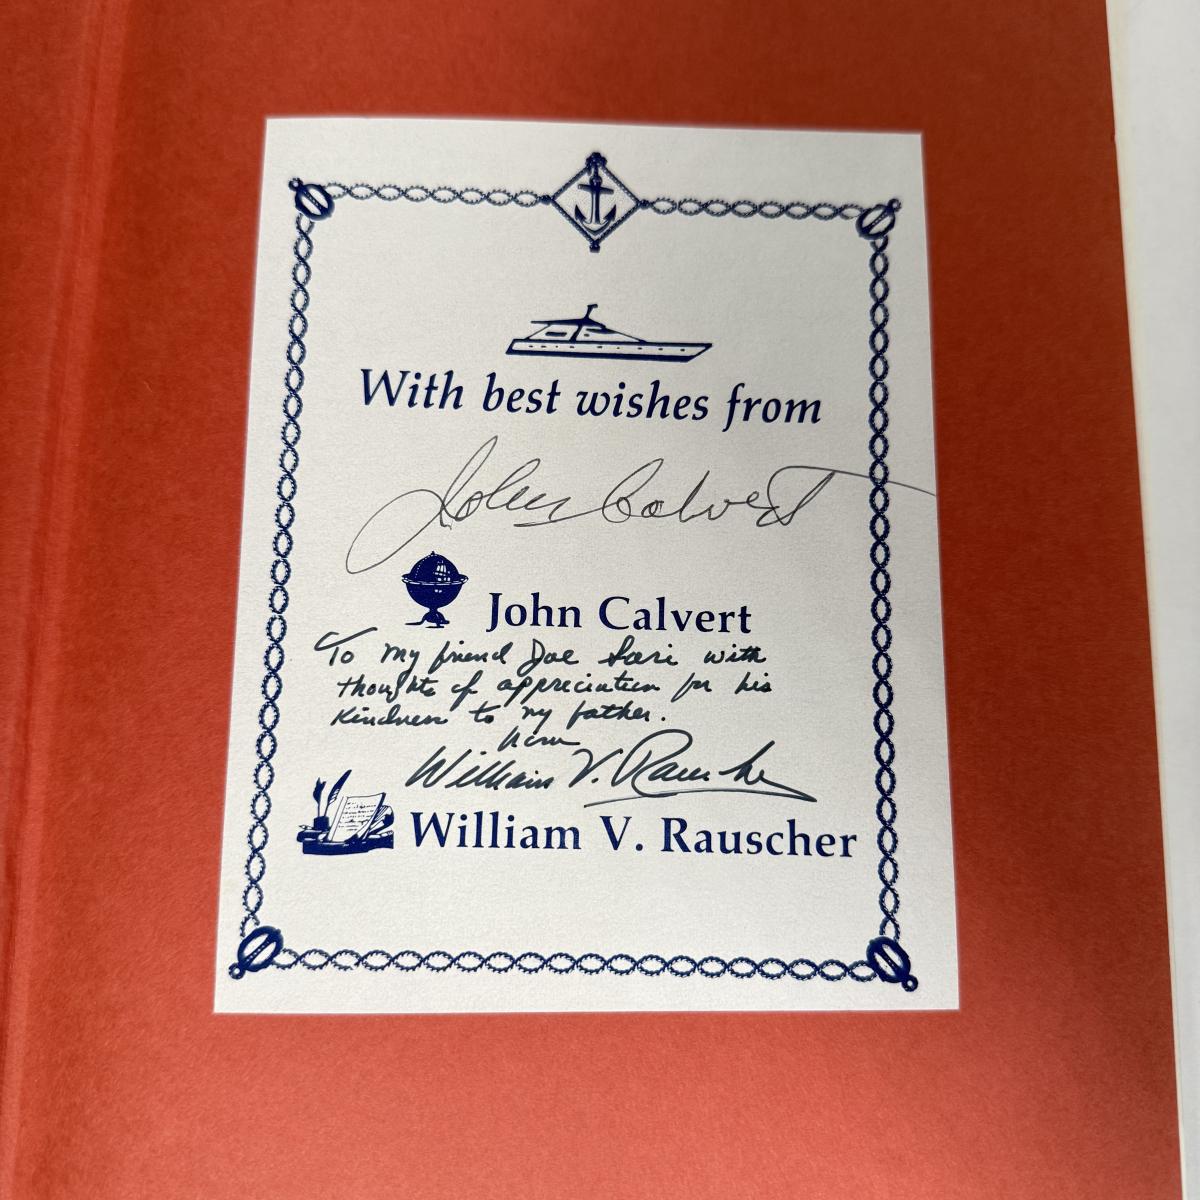 With best wishes from
John Calvert
John Calvert
To my friend Joe
with
thoughts of appreciation for his
kindness to my father.
William V. Rauscher
William V. Rauscher